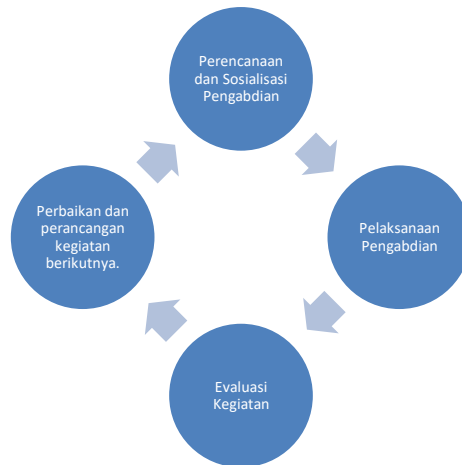 Perencanaan
dan Sosialisasi
Pengabdian
Pelaksanaan
Pengabdian
Evaluasi
Kegiatan
Perbaikan dan
perancangan
kegiatan
berikutnya.